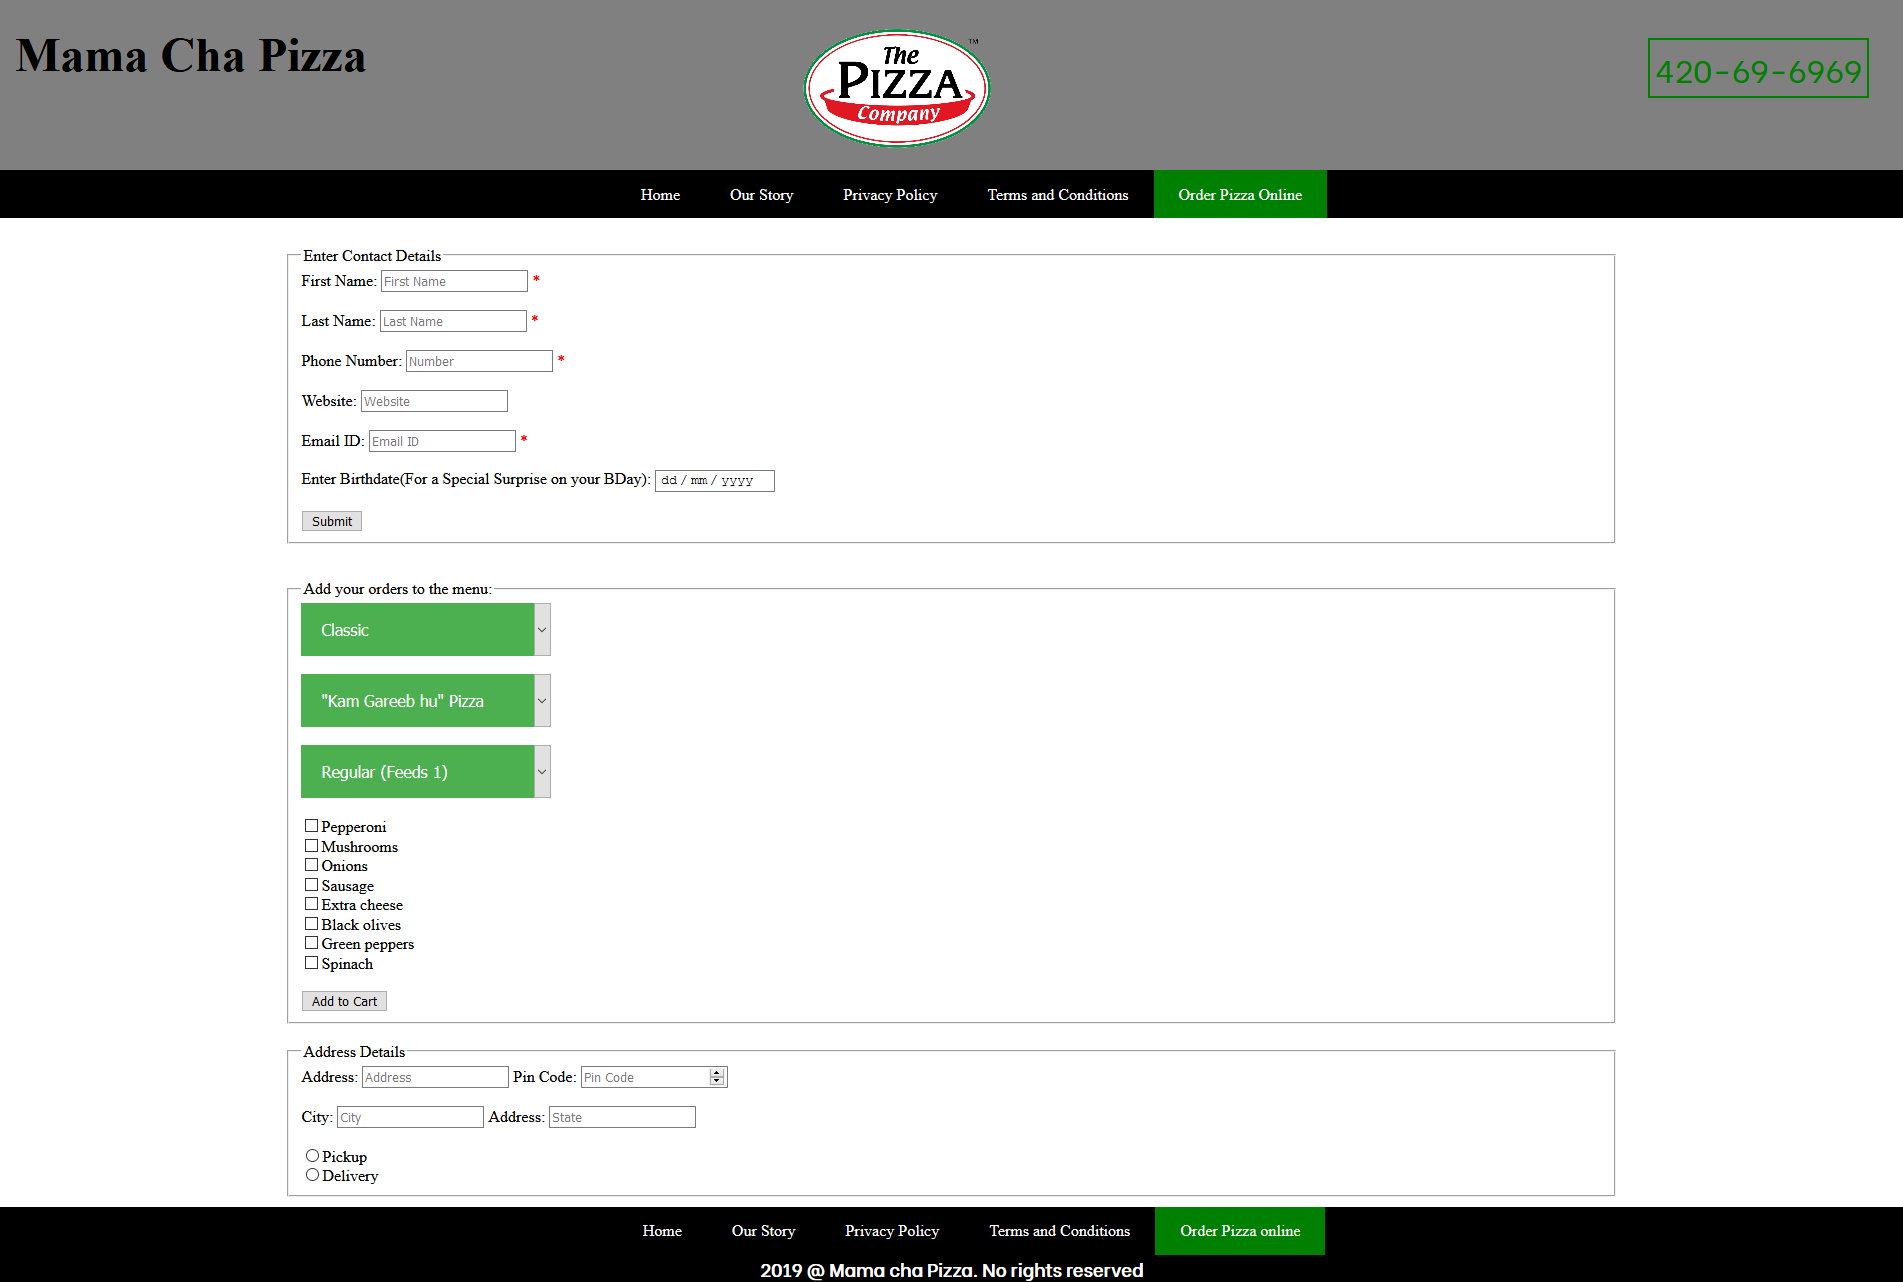 Mama Cha Pizza
The
PIZZA
Company
TM
420-69-6969
Home Our Story Privacy Policy Terms and Conditions Order Pizza Online
Enter Contact Details
First Name: First Name *
Last Name: Last Name *
Phone Number: Number *
Website: Website
Email ID: Email ID *
Enter Birthdate(For a Special Surprise on your BDay): dd / mm / yyyy
Submit
Add your orders to the menu:
Classic
"Kam Gareeb hu" Pizza
Regular (Feeds 1)
Pepperoni
Mushrooms
Onions
Sausage
Extra cheese
Black olives
Green peppers
Spinach
Add to Cart
Address Details
Address: Address Pin Code: Pin Code
City: City Address: State
Pickup
Delivery
Home Our Story Privacy Policy Terms and Conditions Order Pizza online
2019 @ Mama cha Pizza. No rights reserved